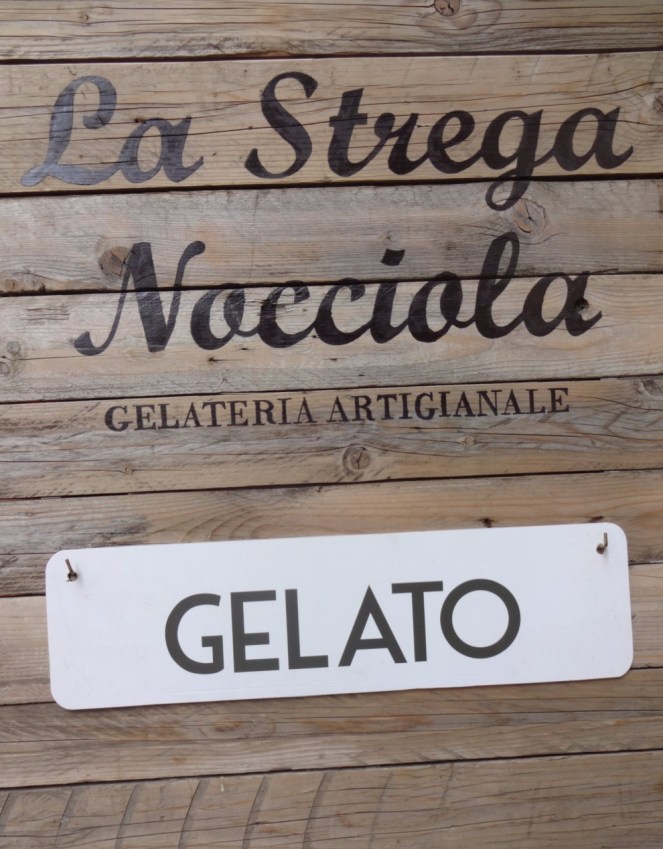 La Strega
Nocciola
GELATERIA ARTIGIANALE
GELATO